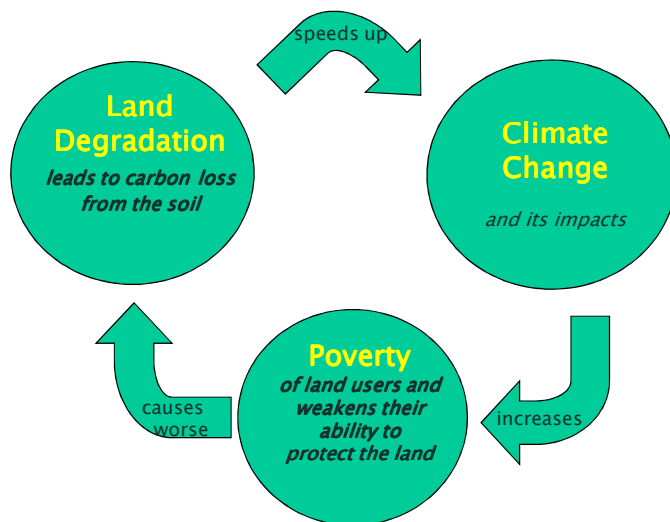 speeds up
Land
Degradation
leads to carbon loss
from the soil
Climate
Change
and its impacts
increases
Poverty
of land users and
weakens their
ability to
protect the land
causes
worse